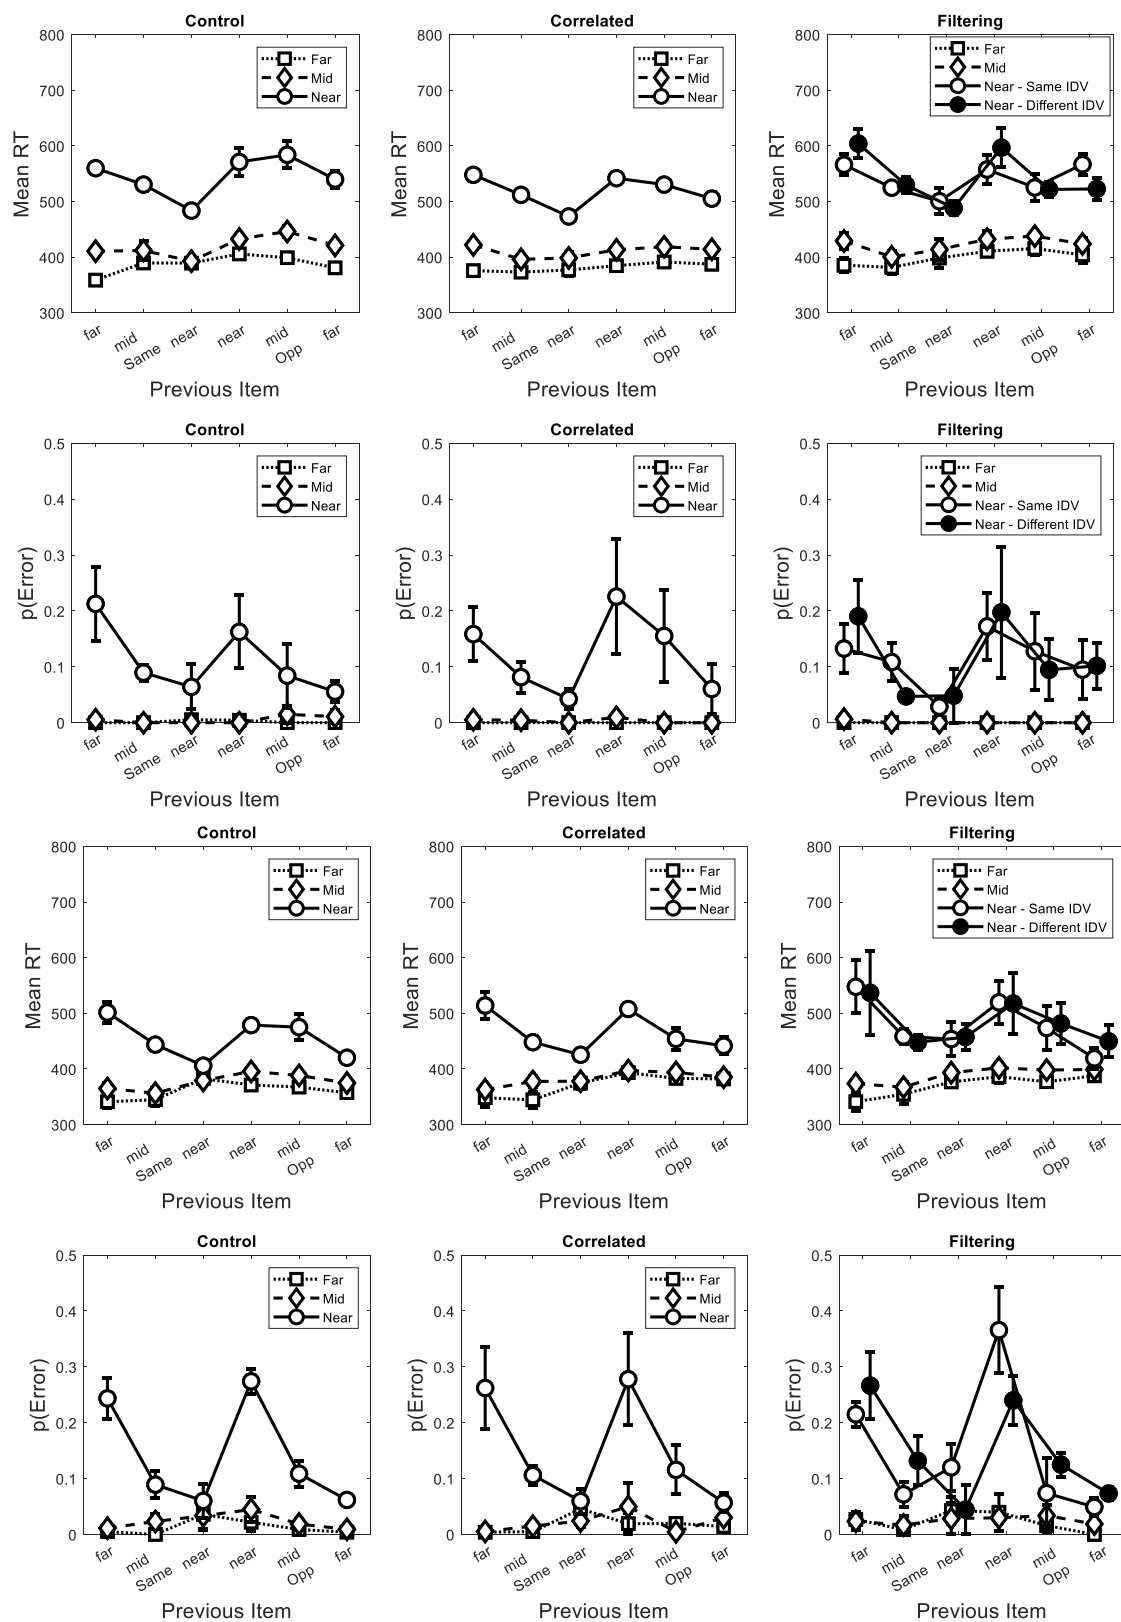 Control
Correlated
Filtering
800
700
600
500
400
300
Mean RT
Far
Mid
Near
far
mid
Same
near
near
mid
Opp
far
Previous Item
800
700
600
500
400
300
Far
Mid
Near
far
mid
Same
near
near
mid
Opp
far
Previous Item
800
700
600
500
400
300
Mean RT
Far
Mid
Near - Same IDV
Near - Different IDV
far
mid
Same
near
near
mid
Opp
far
Previous Item
Control
Correlated
Filtering
0.5
0.4
0.3
0.2
0.1
0
p(Error)
Far
Mid
Near
far
mid
Same
near
near
mid
Opp
far
Previous Item
0.5
0.4
0.3
0.2
0.1
0
p(Error)
Far
Mid
Near
far
mid
Same
near
near
mid
Opp
far
Previous Item
0.5
0.4
0.3
0.2
0.1
0
p(Error)
Far
Mid
Near - Same IDV
Near - Different IDV
far
mid
Same
near
near
mid
Opp
far
Previous Item
Control
Correlated
Filtering
800
700
600
500
400
300
Mean RT
Far
Mid
Near
far
mid
Same
near
near
mid
Opp
far
Previous Item
800
700
600
500
400
300
Far
Mid
Near
far
mid
Same
near
near
mid
Opp
far
Previous Item
800
700
600
500
400
300
Mean RT
Far
Mid
Near - Same IDV
Near - Different IDV
far
mid
Same
near
near
mid
Opp
far
Previous Item
Control
Correlated
Filtering
0.5
0.4
0.3
0.2
0.1
0
p(Error)
Far
Mid
Near
far
mid
Same
near
near
mid
Opp
far
Previous Item
0.5
0.4
0.3
0.2
0.1
0
p(Error)
Far
Mid
Near
far
mid
Same
near
near
mid
Opp
far
Previous Item
0.5
0.4
0.3
0.2
0.1
0
p(Error)
far
mid
Same
near
near
mid
Opp
far
Previous Item